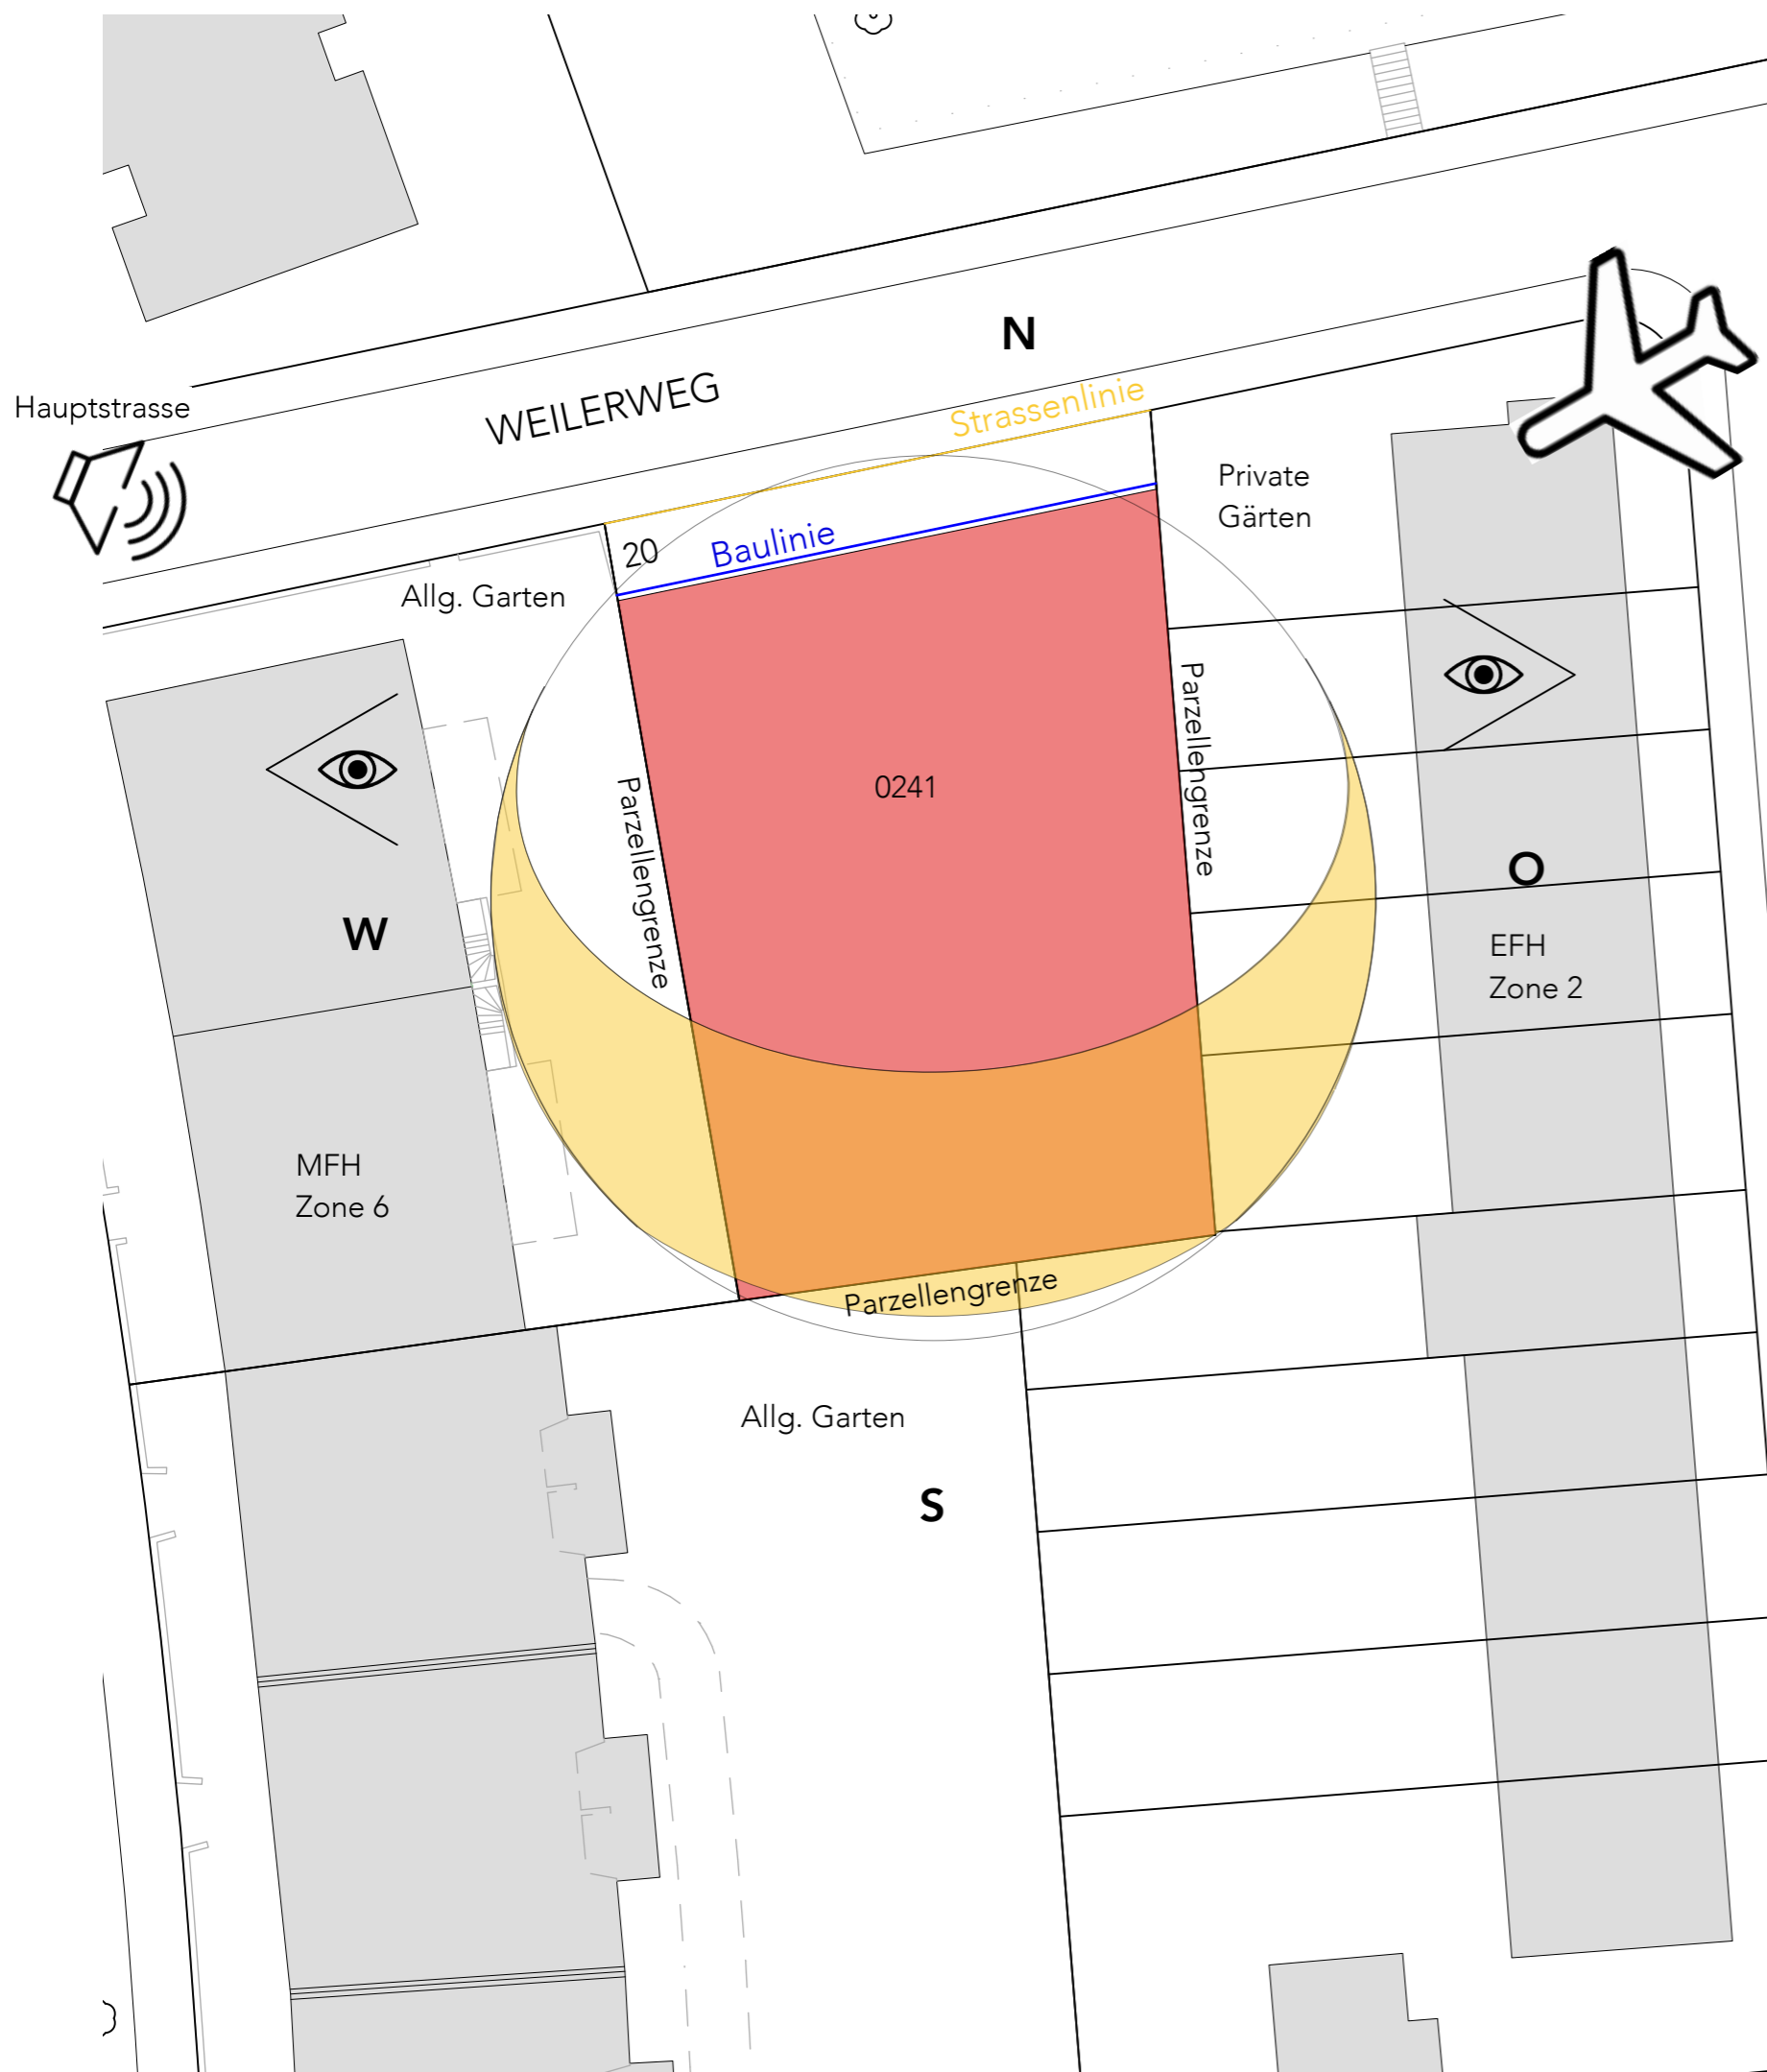 N
Hauptstrasse
WEILERWEG
Strassenlinie
Private
Gärten
20
Baulinie
Allg. Garten
Parzellengrenze
0241
Parzellengrenze
O
W
EFH
Zone 2
MFH
Zone 6
Parzellengrenze
Allg. Garten
S